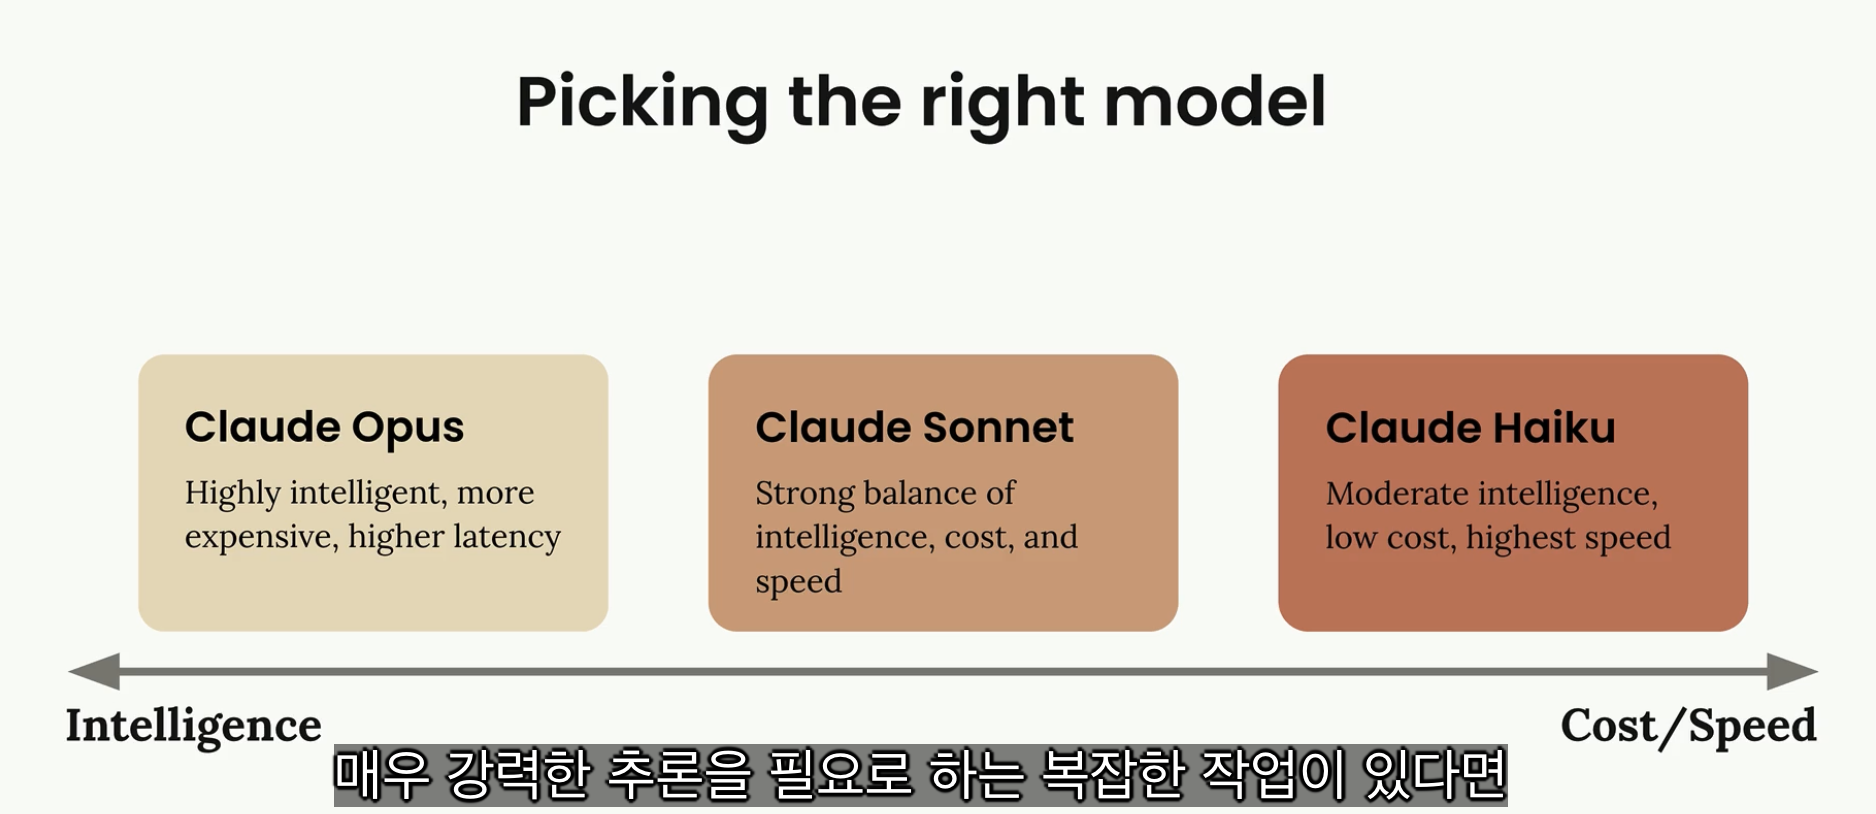 Picking the right model
Claude Opus
Highly intelligent, more
expensive, higher latency
Claude Sonnet
Strong balance of
intelligence, cost, and
speed
Claude Haiku
Moderate intelligence,
low cost, highest speed
Intelligence
Cost/Speed
매우 강력한 추론을 필요로 하는 복잡한 작업이 있다면